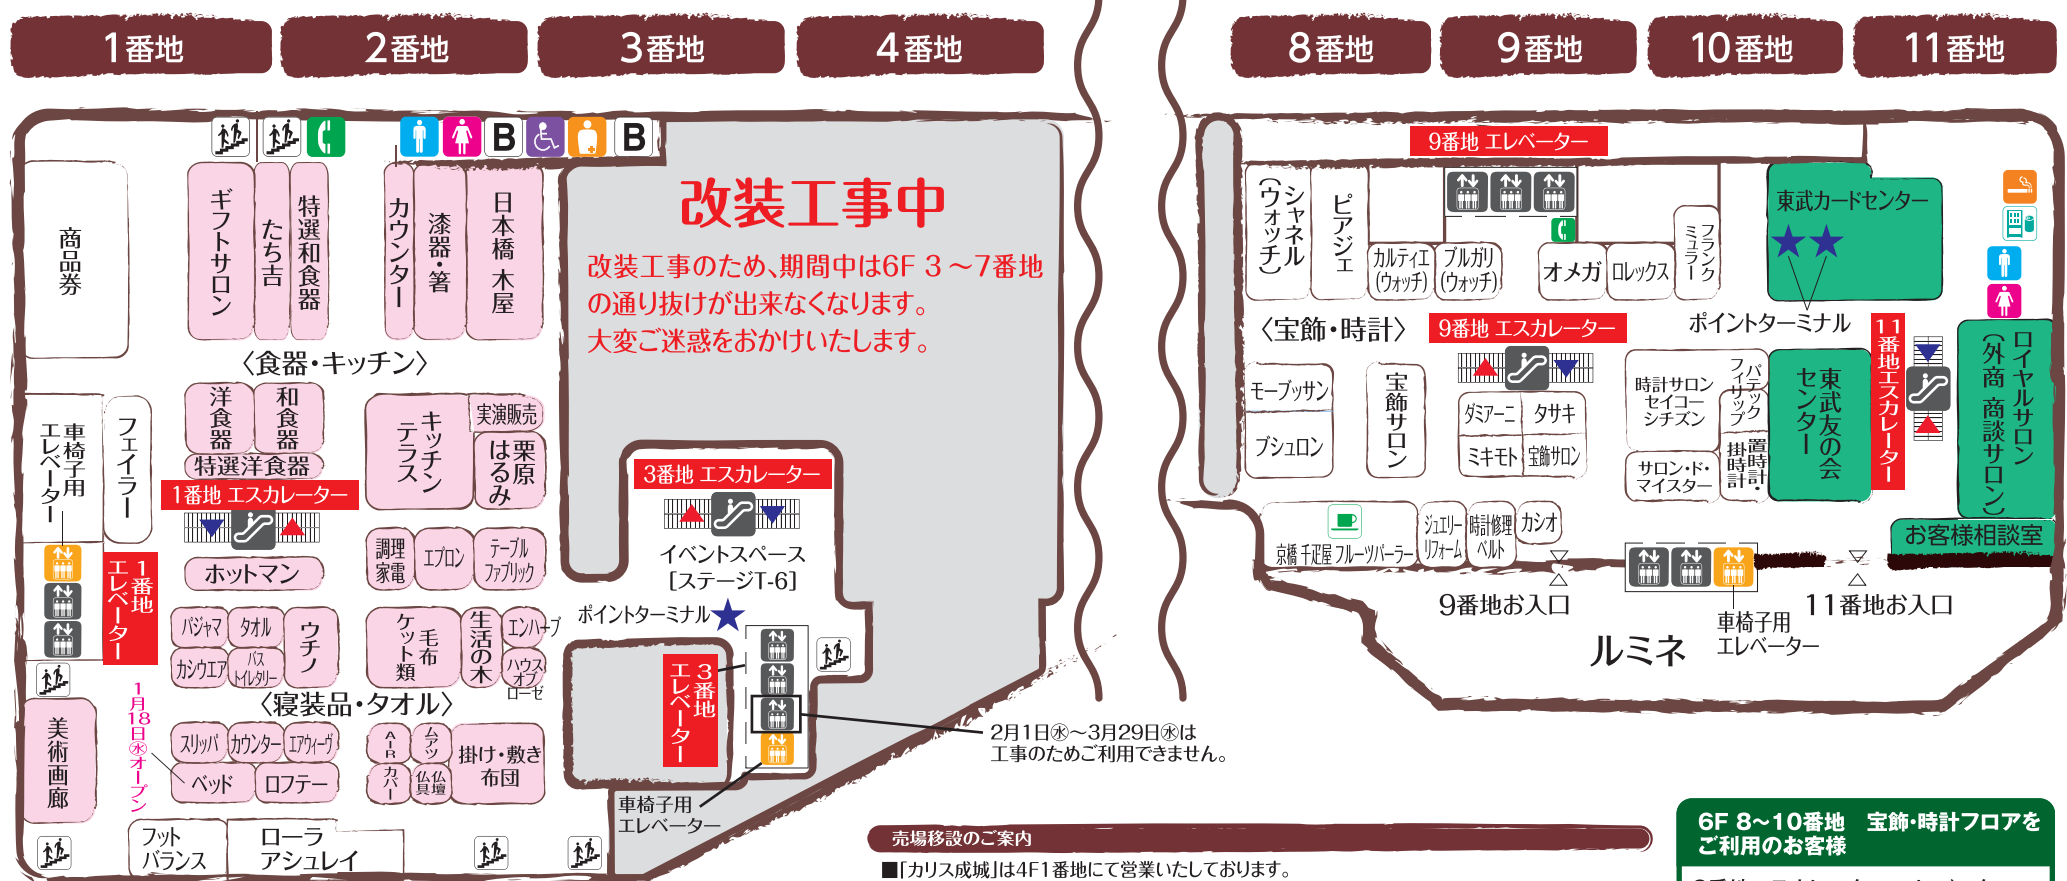 1番地
2番地
3番地
4番地
8番地
9番地
10番地
11番地
商品券
ギフトサロン
たち吉
特選和食器
カウンター
漆器・箸
日本橋 木屋
B
B
改装工事中
改装工事のため、期間中は6F 3〜7番地
の通り抜けが出来なくなります。
大変ご迷惑をおかけいたします。
〈食器・キッチン〉
洋食器
和食器
特選洋食器
キッチン
テラス
実演販売
栗原
はるみ
車椅子用
エレベーター
フェイラー
1番地 エスカレーター
1番地
エレベーター
ホットマン
調理
家電
エプロン
テーブル
ファブリック
パジャマ
タオル
ウチノ
カシウエア
バス
トイレタリー
毛布
ケット類
生活の木
エンハーブ
ハウス
オブ
ローゼ
〈寝装品・タオル〉
1月18日㊌オープン
美術画廊
スリッパ
カウンター
エアウィーヴ
ベッド
ロフテー
AIR
ムアツ
カバー
仏壇
仏具
掛け・敷き
布団
フット
バランス
ローラ
アシュレイ
3番地 エスカレーター
イベントスペース
[ステージT-6]
ポイントターミナル
3番地
エレベーター
車椅子用
エレベーター
2月1日㊌〜3月29日㊌は
工事のためご利用できません。
売場移設のご案内
■「カリス成城」は4F1番地にて営業いたしております。
9番地 エレベーター
シャネル
(ウォッチ)
ピアジェ
カルティエ
(ウォッチ)
ブルガリ
(ウォッチ)
オメガ
ロレックス
フランク
ミュラー
東武カードセンター
ポイントターミナル
〈宝飾・時計〉
9番地 エスカレーター
モーブッサン
ブシュロン
宝飾サロン
ダミアーニ
タサキ
ミキモト
宝飾サロン
時計サロン
セイコー
シチズン
パテック
フィリップ
サロン・ド・
マイスター
置時計・
掛時計
東武友の会
センター
11番地エスカレーター
ロイヤルサロン
(外商 商談サロン)
お客様相談室
京橋 千疋屋 フルーツパーラー
ジュエリー
リフォーム
時計修理
ベルト
カシオ
9番地お入口
11番地お入口
車椅子用
エレベーター
ルミネ
6F 8〜10番地 宝飾・時計フロアを
ご利用のお客様